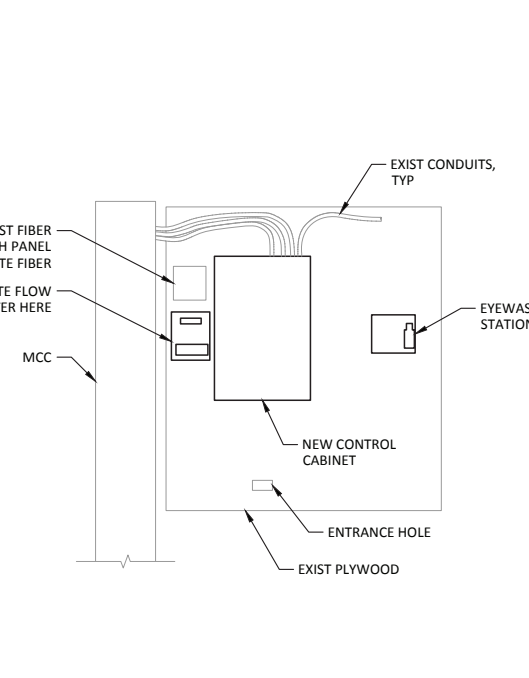 EXIST CONDUITS,
TYP
ST FIBER
H PANEL
TE FIBER
TE FLOW
ER HERE
EYEWAS
STATION
MCC
NEW CONTROL
CABINET
ENTRANCE HOLE
EXIST PLYWOOD